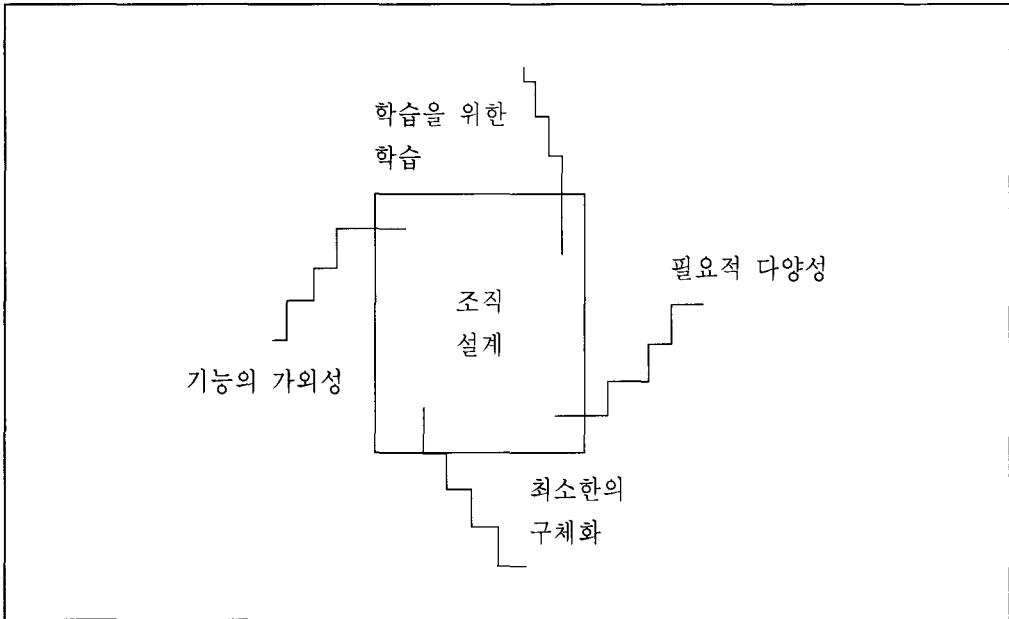 학습을 위한
학습
필요적 다양성
조직
설계
기능의 가외성
최소한의
구체화